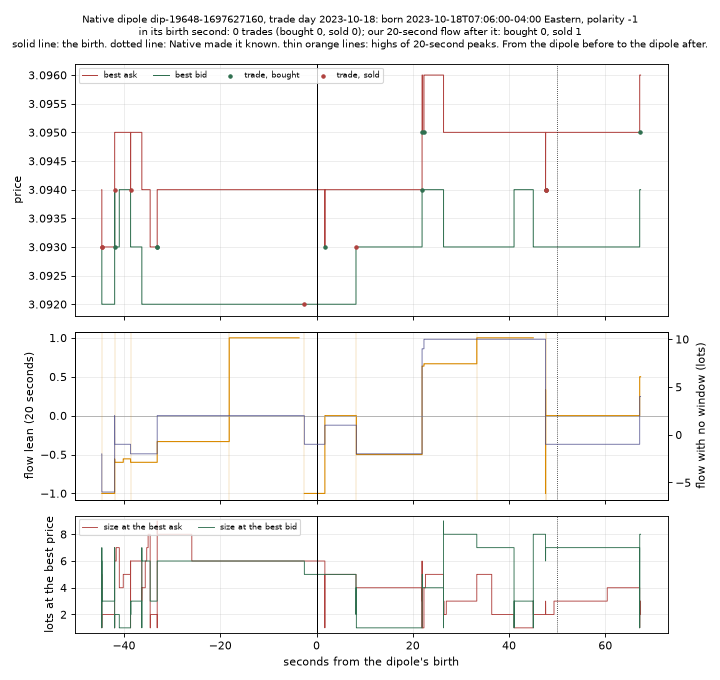 Native dipole dip-19648-1697627160, trade day 2023-10-18: born 2023-10-18T07:06:00-04:00 Eastern, polarity -1
in its birth second: 0 trades (bought 0, sold 0); our 20-second flow after it: bought 0, sold 1
solid line: the birth. dotted line: Native made it known. thin orange lines: highs of 20-second peaks. From the dipole before to the dipole after.
best ask
best bid
trade, bought
trade, sold
3.0960
3.0955
3.0950
3.0945
3.0940
3.0935
3.0930
3.0925
3.0920
price
1.0
0.5
0.0
−0.5
−1.0
flow lean (20 seconds)
10
5
0
−5
flow with no window (lots)
size at the best ask
size at the best bid
8
6
4
2
lots at the best price
−40
−20
0
20
40
60
seconds from the dipole's birth